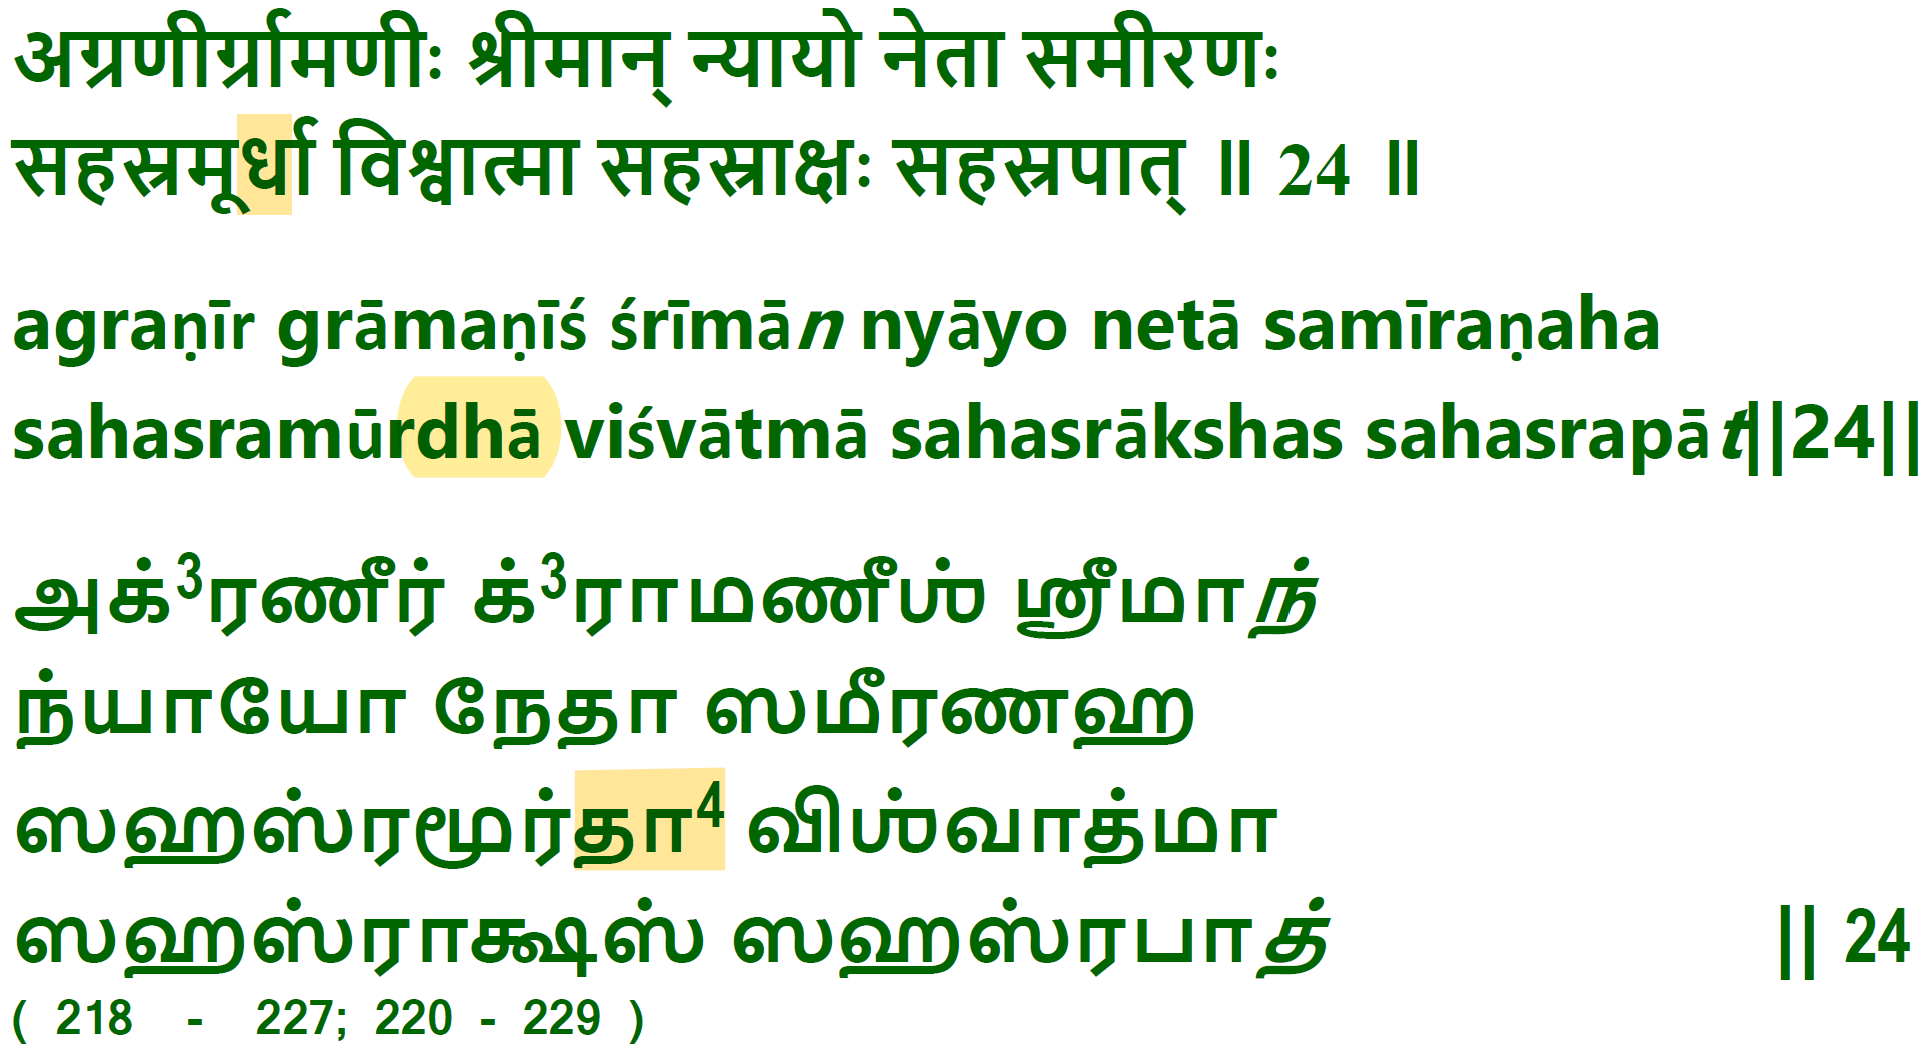 अग्रणीर्ग्रामणीः श्रीमान् न्यायो नेता समीरणः
सहस्रमूर्धा विश्वात्मा सहस्राक्षः सहस्रपात् ॥ 24 ॥
agraṇīr grāmaṇīś śrīmān nyāyo netā samīraṇaha
sahasramūrdhā viśvātmā sahasrākshas sahasrapāt||24||
அக்³ரணீர் க்³ராமணீஶ் ஶ்ரீமாந்
ந்யாயோ நேதா ஸமீரணஹ
ஸஹஸ்ரமூர்தா⁴ விஶ்வாத்மா
ஸஹஸ்ராக்ஷஸ் ஸஹஸ்ரபாத் || 24
( 218 - 227; 220 - 229 )